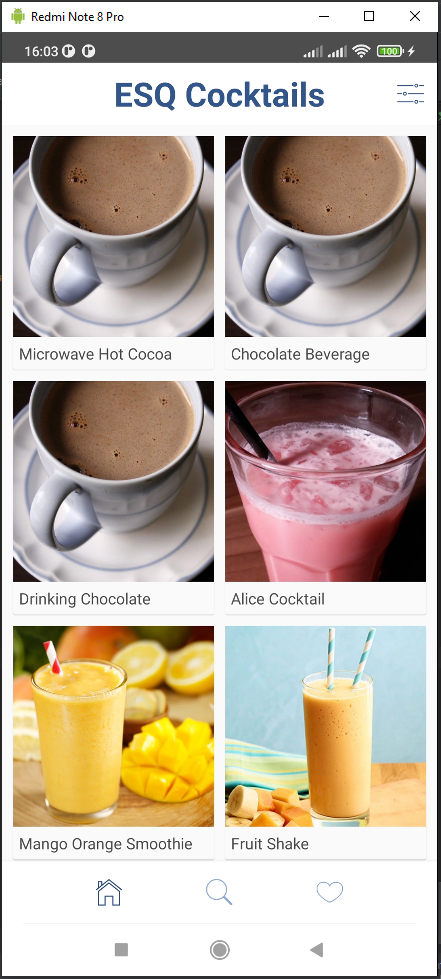 Redmi Note 8 Pro
16:03
100
ESQ Cocktails
Microwave Hot Cocoa
Chocolate Beverage
Drinking Chocolate
Alice Cocktail
Mango Orange Smoothie
Fruit Shake